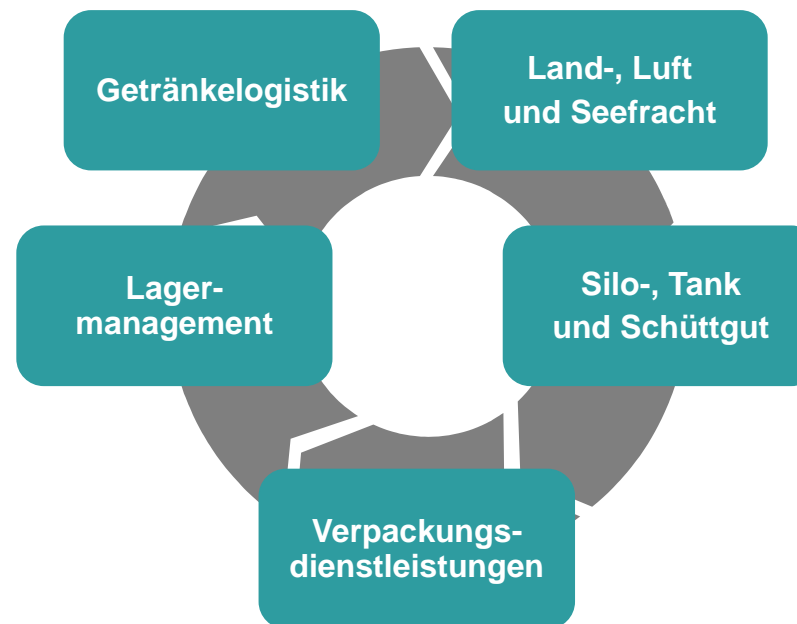 Getränkelogistik
Land-, Luft
und Seefracht
Lager-
management
Silo-, Tank
und Schüttgut
Verpackungs-
dienstleistungen